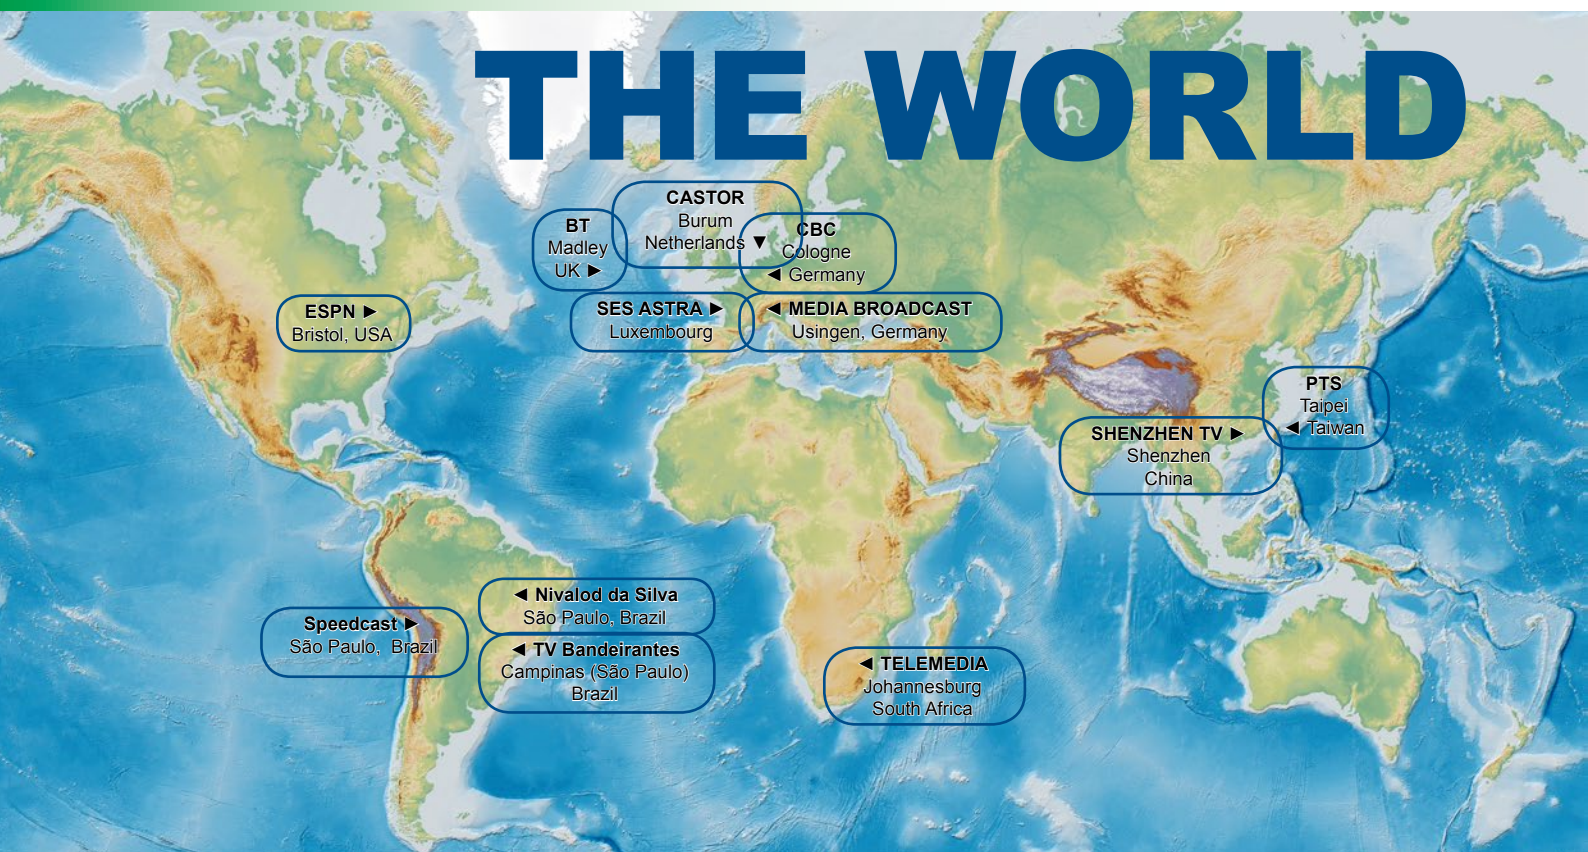 THE WORLD
CASTOR
Burum
Netherlands ▼
BT
Madley
UK ►
CBC
Cologne
◄ Germany
ESPN ►
Bristol, USA
SES ASTRA ►
Luxembourg
◄ MEDIA BROADCAST
Usingen, Germany
PTS
Taipei
◄ Taiwan
SHENZHEN TV ►
Shenzhen
China
◄ Nivalod da Silva
São Paulo, Brazil
Speedcast ►
São Paulo, Brazil
◄ TV Bandeirantes
Campinas (São Paulo)
Brazil
◄ TELEMEDIA
Johannesburg
South Africa